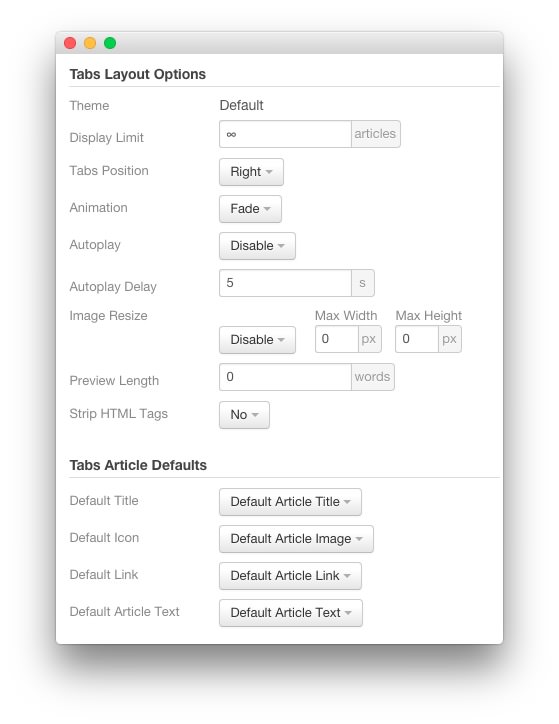 Tabs Layout Options
Theme Default
Display Limit ∞ articles
Tabs Position Right
Animation Fade
Autoplay Disable
Autoplay Delay 5 s
Image Resize Max Width Max Height
Disable 0 px 0 px
Preview Length 0 words
Strip HTML Tags No
Tabs Article Defaults
Default Title Default Article Title
Default Icon Default Article Image
Default Link Default Article Link
Default Article Text Default Article Text